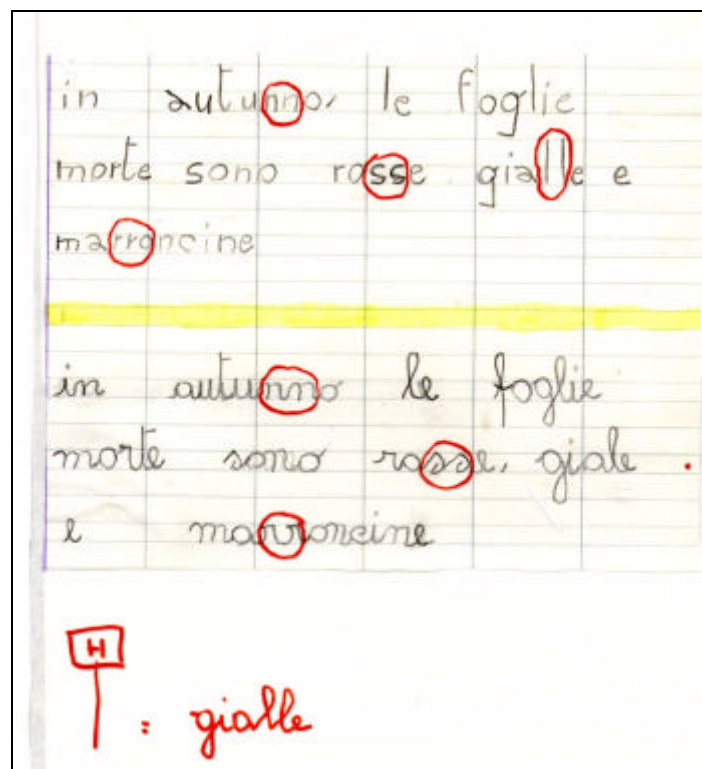 in autunno, le foglie
morte sono rosse gialle e
marroncine
in autunno le foglie
morte sono rosse, giale .
e marroncine
H
: gialle